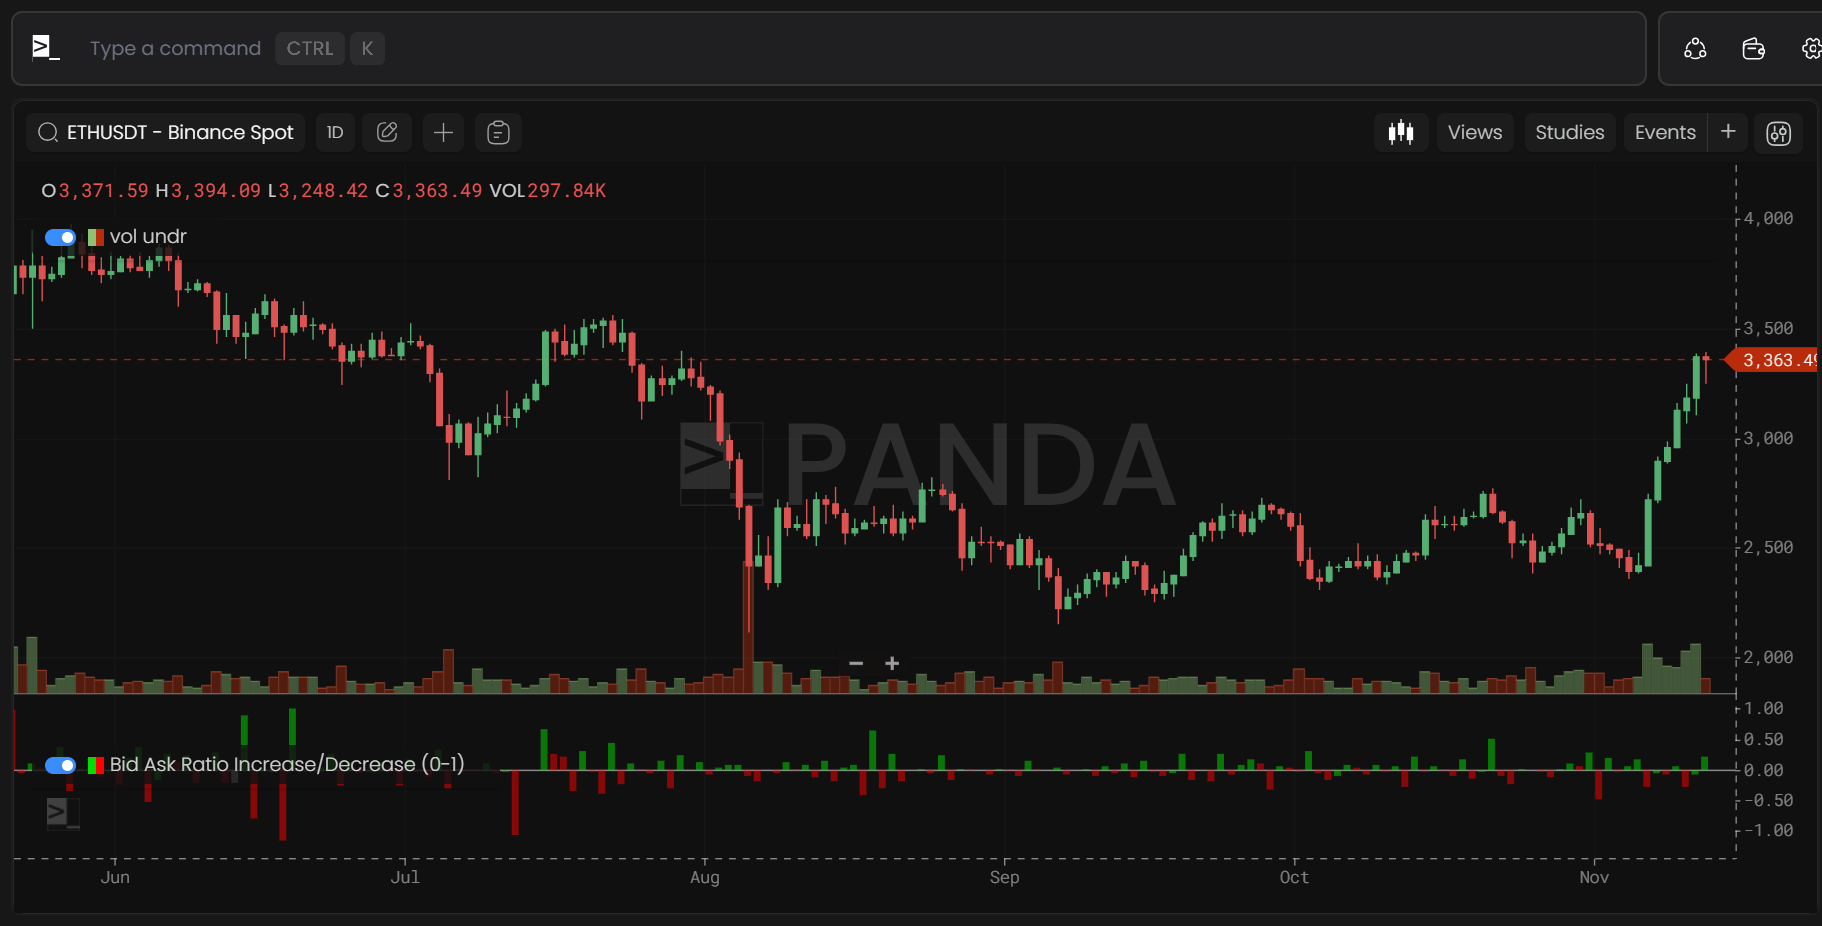 >_ Type a command CTRL K
ETHUSDT - Binance Spot 1D + Views Studies Events +
O3,371.59 H3,394.09 L3,248.42 C3,363.49 VOL297.84K
4,000
vol undr
3,500
3,363.49
PANDA
3,000
2,500
2,000
1.00
0.50
Bid Ask Ratio Increase/Decrease (0-1)
0.00
-0.50
-1.00
Jun Jul Aug Sep Oct Nov